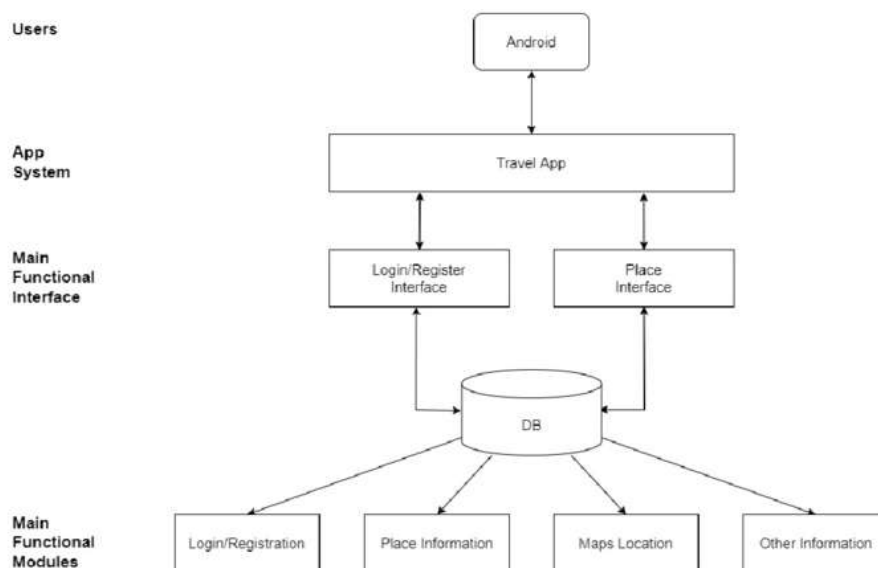 Users
Android
App
System
Travel App
Main
Functional
Interface
Login/Register
Interface
Place
Interface
DB
Main
Functional
Modules
Login/Registration
Place Information
Maps Location
Other Information